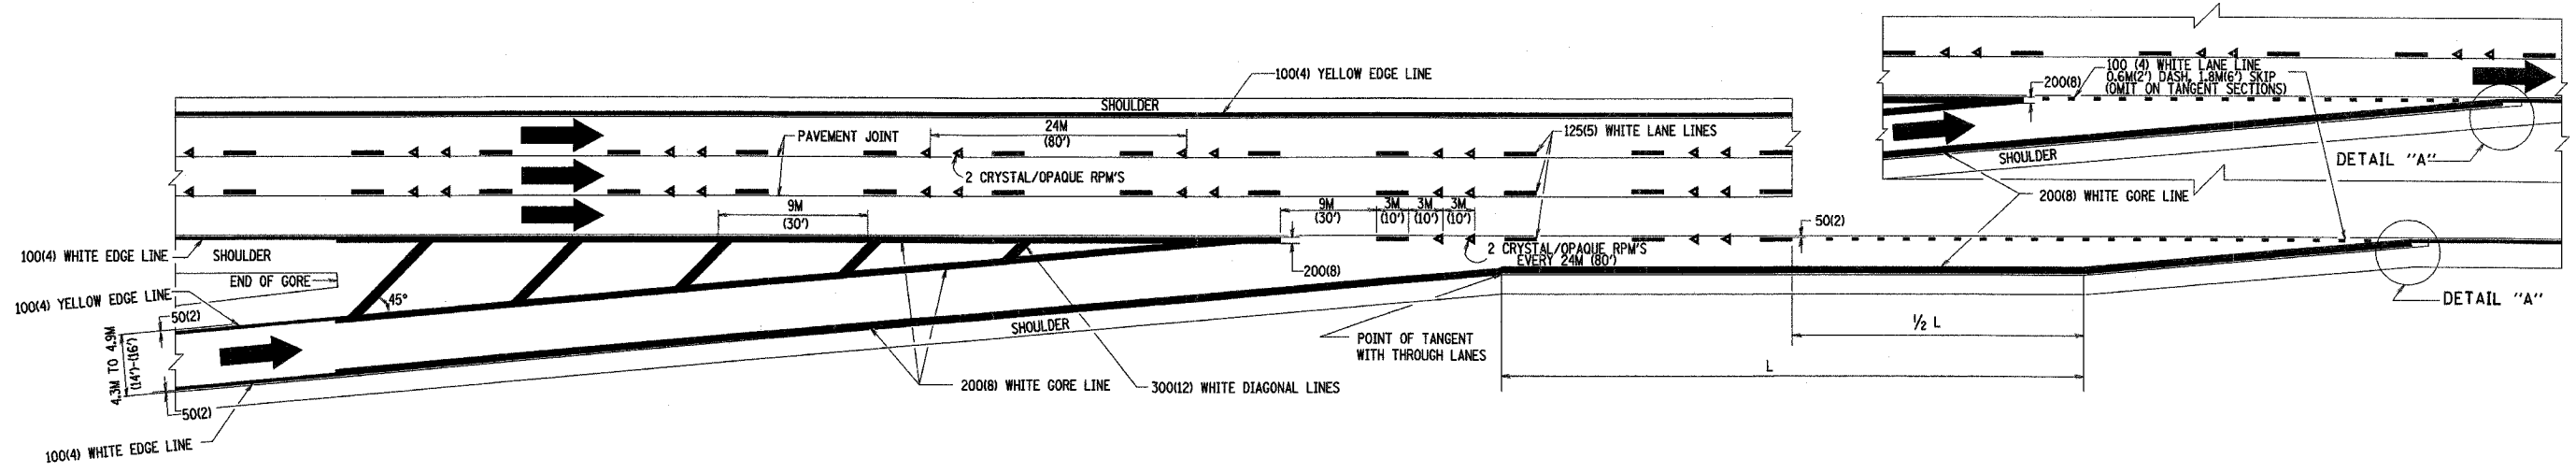 100(4) YELLOW EDGE LINE
SHOULDER
PAVEMENT JOINT
24M
(80')
125(5) WHITE LANE LINES
2 CRYSTAL/OPAQUE RPM'S
9M
(30')
9M
(30')
3M
(10')
3M
(10')
3M
(10')
100(4) WHITE EDGE LINE
SHOULDER
END OF GORE
100(4) YELLOW EDGE LINE
45°
50(2)
4.3M TO 4.9M
(14')-(16')
50(2)
100(4) WHITE EDGE LINE
200(8)
2 CRYSTAL/OPAQUE RPM'S
EVERY 24M (80')
SHOULDER
200(8) WHITE GORE LINE
300(12) WHITE DIAGONAL LINES
POINT OF TANGENT
WITH THROUGH LANES
50(2)
½ L
L
100 (4) WHITE LANE LINE
0.6M(2') DASH, 1.8M(6') SKIP
(OMIT ON TANGENT SECTIONS)
200(8)
SHOULDER
DETAIL "A"
200(8) WHITE GORE LINE
DETAIL "A"